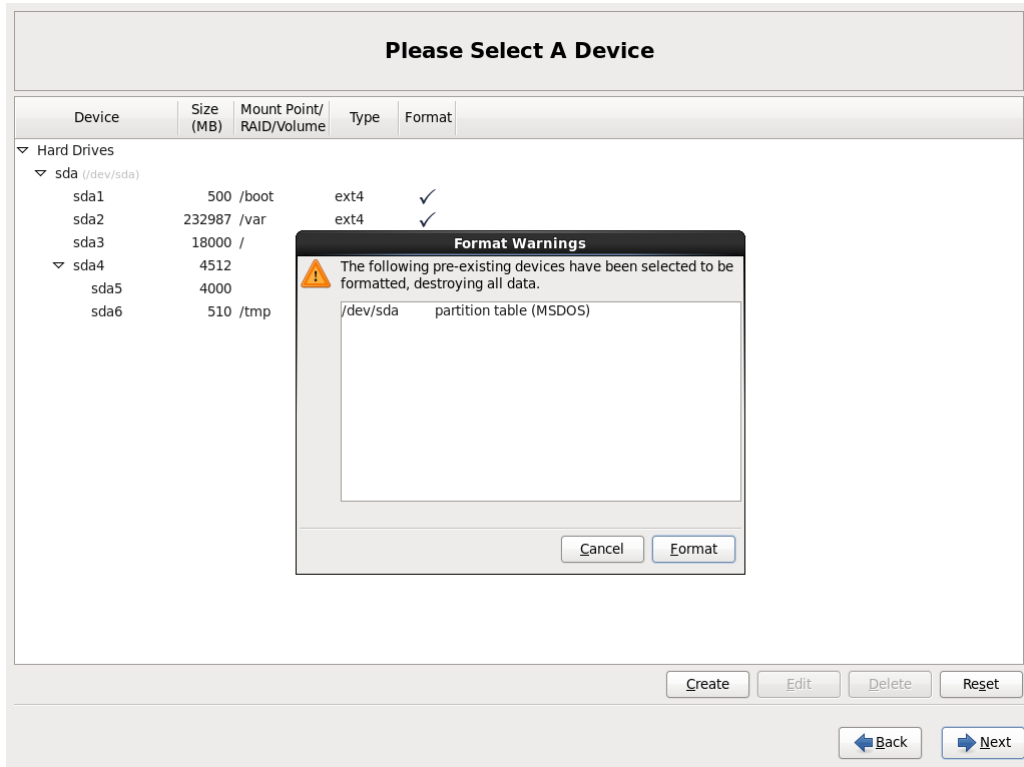 Please Select A Device
Device Size (MB) Mount Point/ RAID/Volume Type Format
Hard Drives
sda (/dev/sda)
sda1 500 /boot ext4 ✓
sda2 232987 /var ext4 ✓
sda3 18000 /
sda4 4512
sda5 4000
sda6 510 /tmp
Format Warnings
The following pre-existing devices have been selected to be
formatted, destroying all data.
/dev/sda partition table (MSDOS)
Cancel Format
Create Edit Delete Reset
Back Next